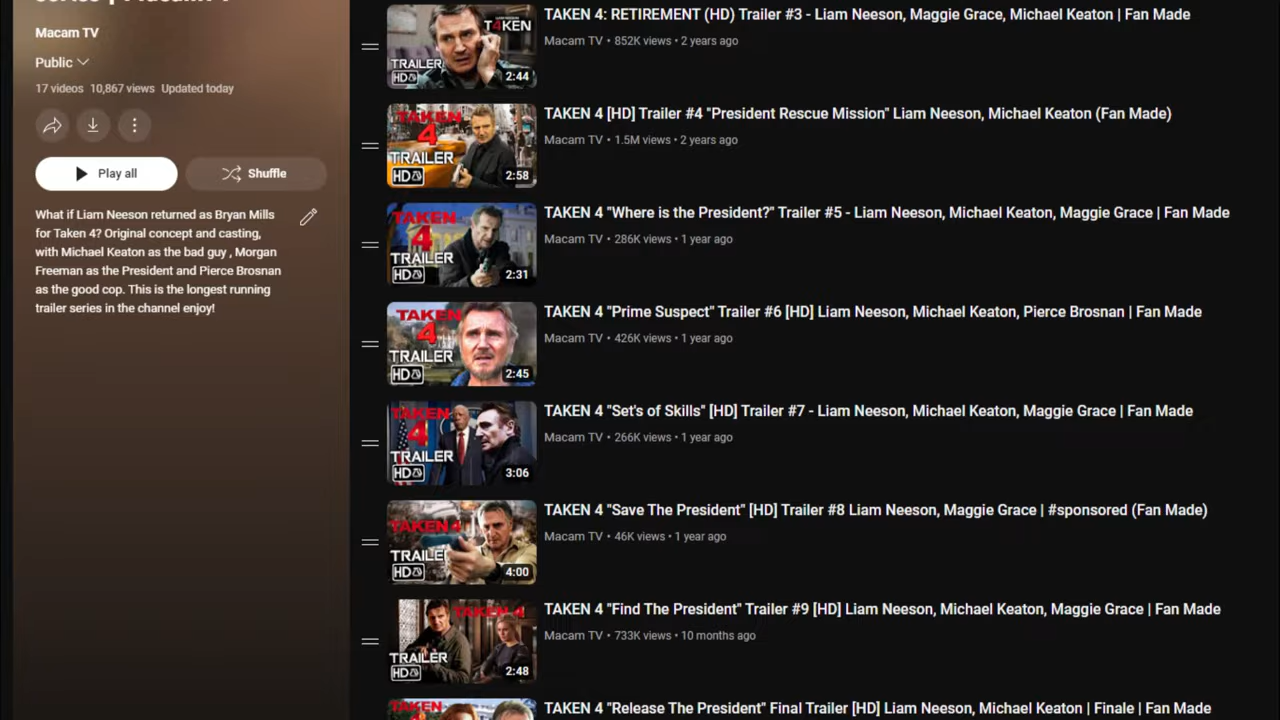 Macam TV
Public
17 videos 10,867 views Updated today
Play all
Shuffle
What if Liam Neeson returned as Bryan Mills
for Taken 4? Original concept and casting,
with Michael Keaton as the bad guy , Morgan
Freeman as the President and Pierce Brosnan
as the good cop. This is the longest running
trailer series in the channel enjoy!
T4KEN
TRAILER
HD
2:44
TAKEN 4: RETIREMENT (HD) Trailer #3 - Liam Neeson, Maggie Grace, Michael Keaton | Fan Made
Macam TV • 852K views • 2 years ago
TAKEN
4
TRAILER
HD
2:58
TAKEN 4 [HD] Trailer #4 "President Rescue Mission" Liam Neeson, Michael Keaton (Fan Made)
Macam TV • 1.5M views • 2 years ago
TAKEN
4
TRAILER
HD
2:31
TAKEN 4 "Where is the President?" Trailer #5 - Liam Neeson, Michael Keaton, Maggie Grace | Fan Made
Macam TV • 286K views • 1 year ago
TAKEN
4
TRAILER
HD
2:45
TAKEN 4 "Prime Suspect" Trailer #6 [HD] Liam Neeson, Michael Keaton, Pierce Brosnan | Fan Made
Macam TV • 426K views • 1 year ago
TAKEN
4
TRAILER
HD
3:06
TAKEN 4 "Set's of Skills" [HD] Trailer #7 - Liam Neeson, Michael Keaton, Maggie Grace | Fan Made
Macam TV • 266K views • 1 year ago
TAKEN 4
TRAILER
HD
4:00
TAKEN 4 "Save The President" [HD] Trailer #8 Liam Neeson, Maggie Grace | #sponsored (Fan Made)
Macam TV • 46K views • 1 year ago
TAKEN 4
TRAILER
HD
2:48
TAKEN 4 "Find The President" Trailer #9 [HD] Liam Neeson, Michael Keaton, Maggie Grace | Fan Made
Macam TV • 733K views • 10 months ago
TAKEN
TAKEN 4 "Release The President" Final Trailer [HD] Liam Neeson, Michael Keaton | Finale | Fan Made